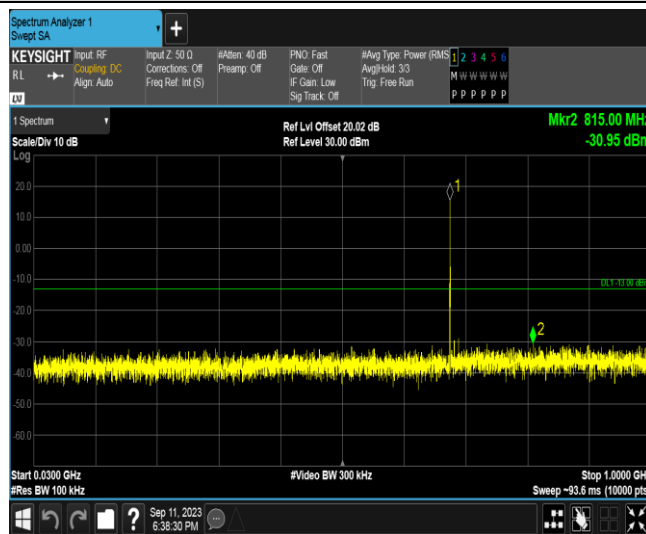 Spectrum Analyzer 1
Swept SA
+
KEYSIGHT
RL
LXI
Input: RF
Coupling: DC
Align: Auto
Input Z: 50 Ω
Corrections: Off
Freq Ref: Int (S)
#Atten: 40 dB
Preamp: Off
PNO: Fast
Gate: Off
IF Gain: Low
Sig Track: Off
#Avg Type: Power (RMS
Avg|Hold: 3/3
Trig: Free Run
1 2 3 4 5 6
M W W W W W
P P P P P P
1 Spectrum
Scale/Div 10 dB
Log
Ref Lvl Offset 20.02 dB
Ref Level 30.00 dBm
Mkr2 815.00 MHz
-30.95 dBm
20.0
10.0
0.00
-10.0
-20.0
-30.0
-40.0
-50.0
-60.0
1
DL1 -13.00 dBm
2
Start 0.0300 GHz
#Res BW 100 kHz
#Video BW 300 kHz
Stop 1.0000 GH
Sweep ~93.6 ms (10000 pts
?
Sep 11, 2023
6:38:30 PM